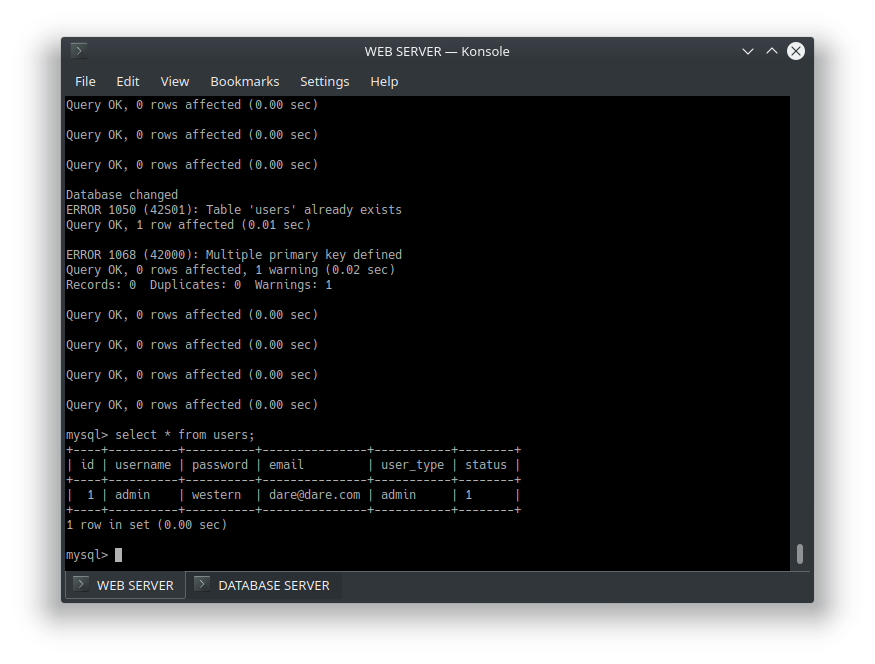 WEB SERVER — Konsole
File Edit View Bookmarks Settings Help
Query OK, 0 rows affected (0.00 sec)
Query OK, 0 rows affected (0.00 sec)
Query OK, 0 rows affected (0.00 sec)
Database changed
ERROR 1050 (42S01): Table 'users' already exists
Query OK, 1 row affected (0.01 sec)
ERROR 1068 (42000): Multiple primary key defined
Query OK, 0 rows affected, 1 warning (0.02 sec)
Records: 0  Duplicates: 0  Warnings: 1
Query OK, 0 rows affected (0.00 sec)
Query OK, 0 rows affected (0.00 sec)
Query OK, 0 rows affected (0.00 sec)
Query OK, 0 rows affected (0.00 sec)
mysql> select * from users;
+----+----------+----------+---------------+-----------+--------+
| id | username | password | email         | user_type | status |
+----+----------+----------+---------------+-----------+--------+
|  1 | admin    | western  | dare@dare.com | admin     | 1      |
+----+----------+----------+---------------+-----------+--------+
1 row in set (0.00 sec)
mysql>
WEB SERVER DATABASE SERVER